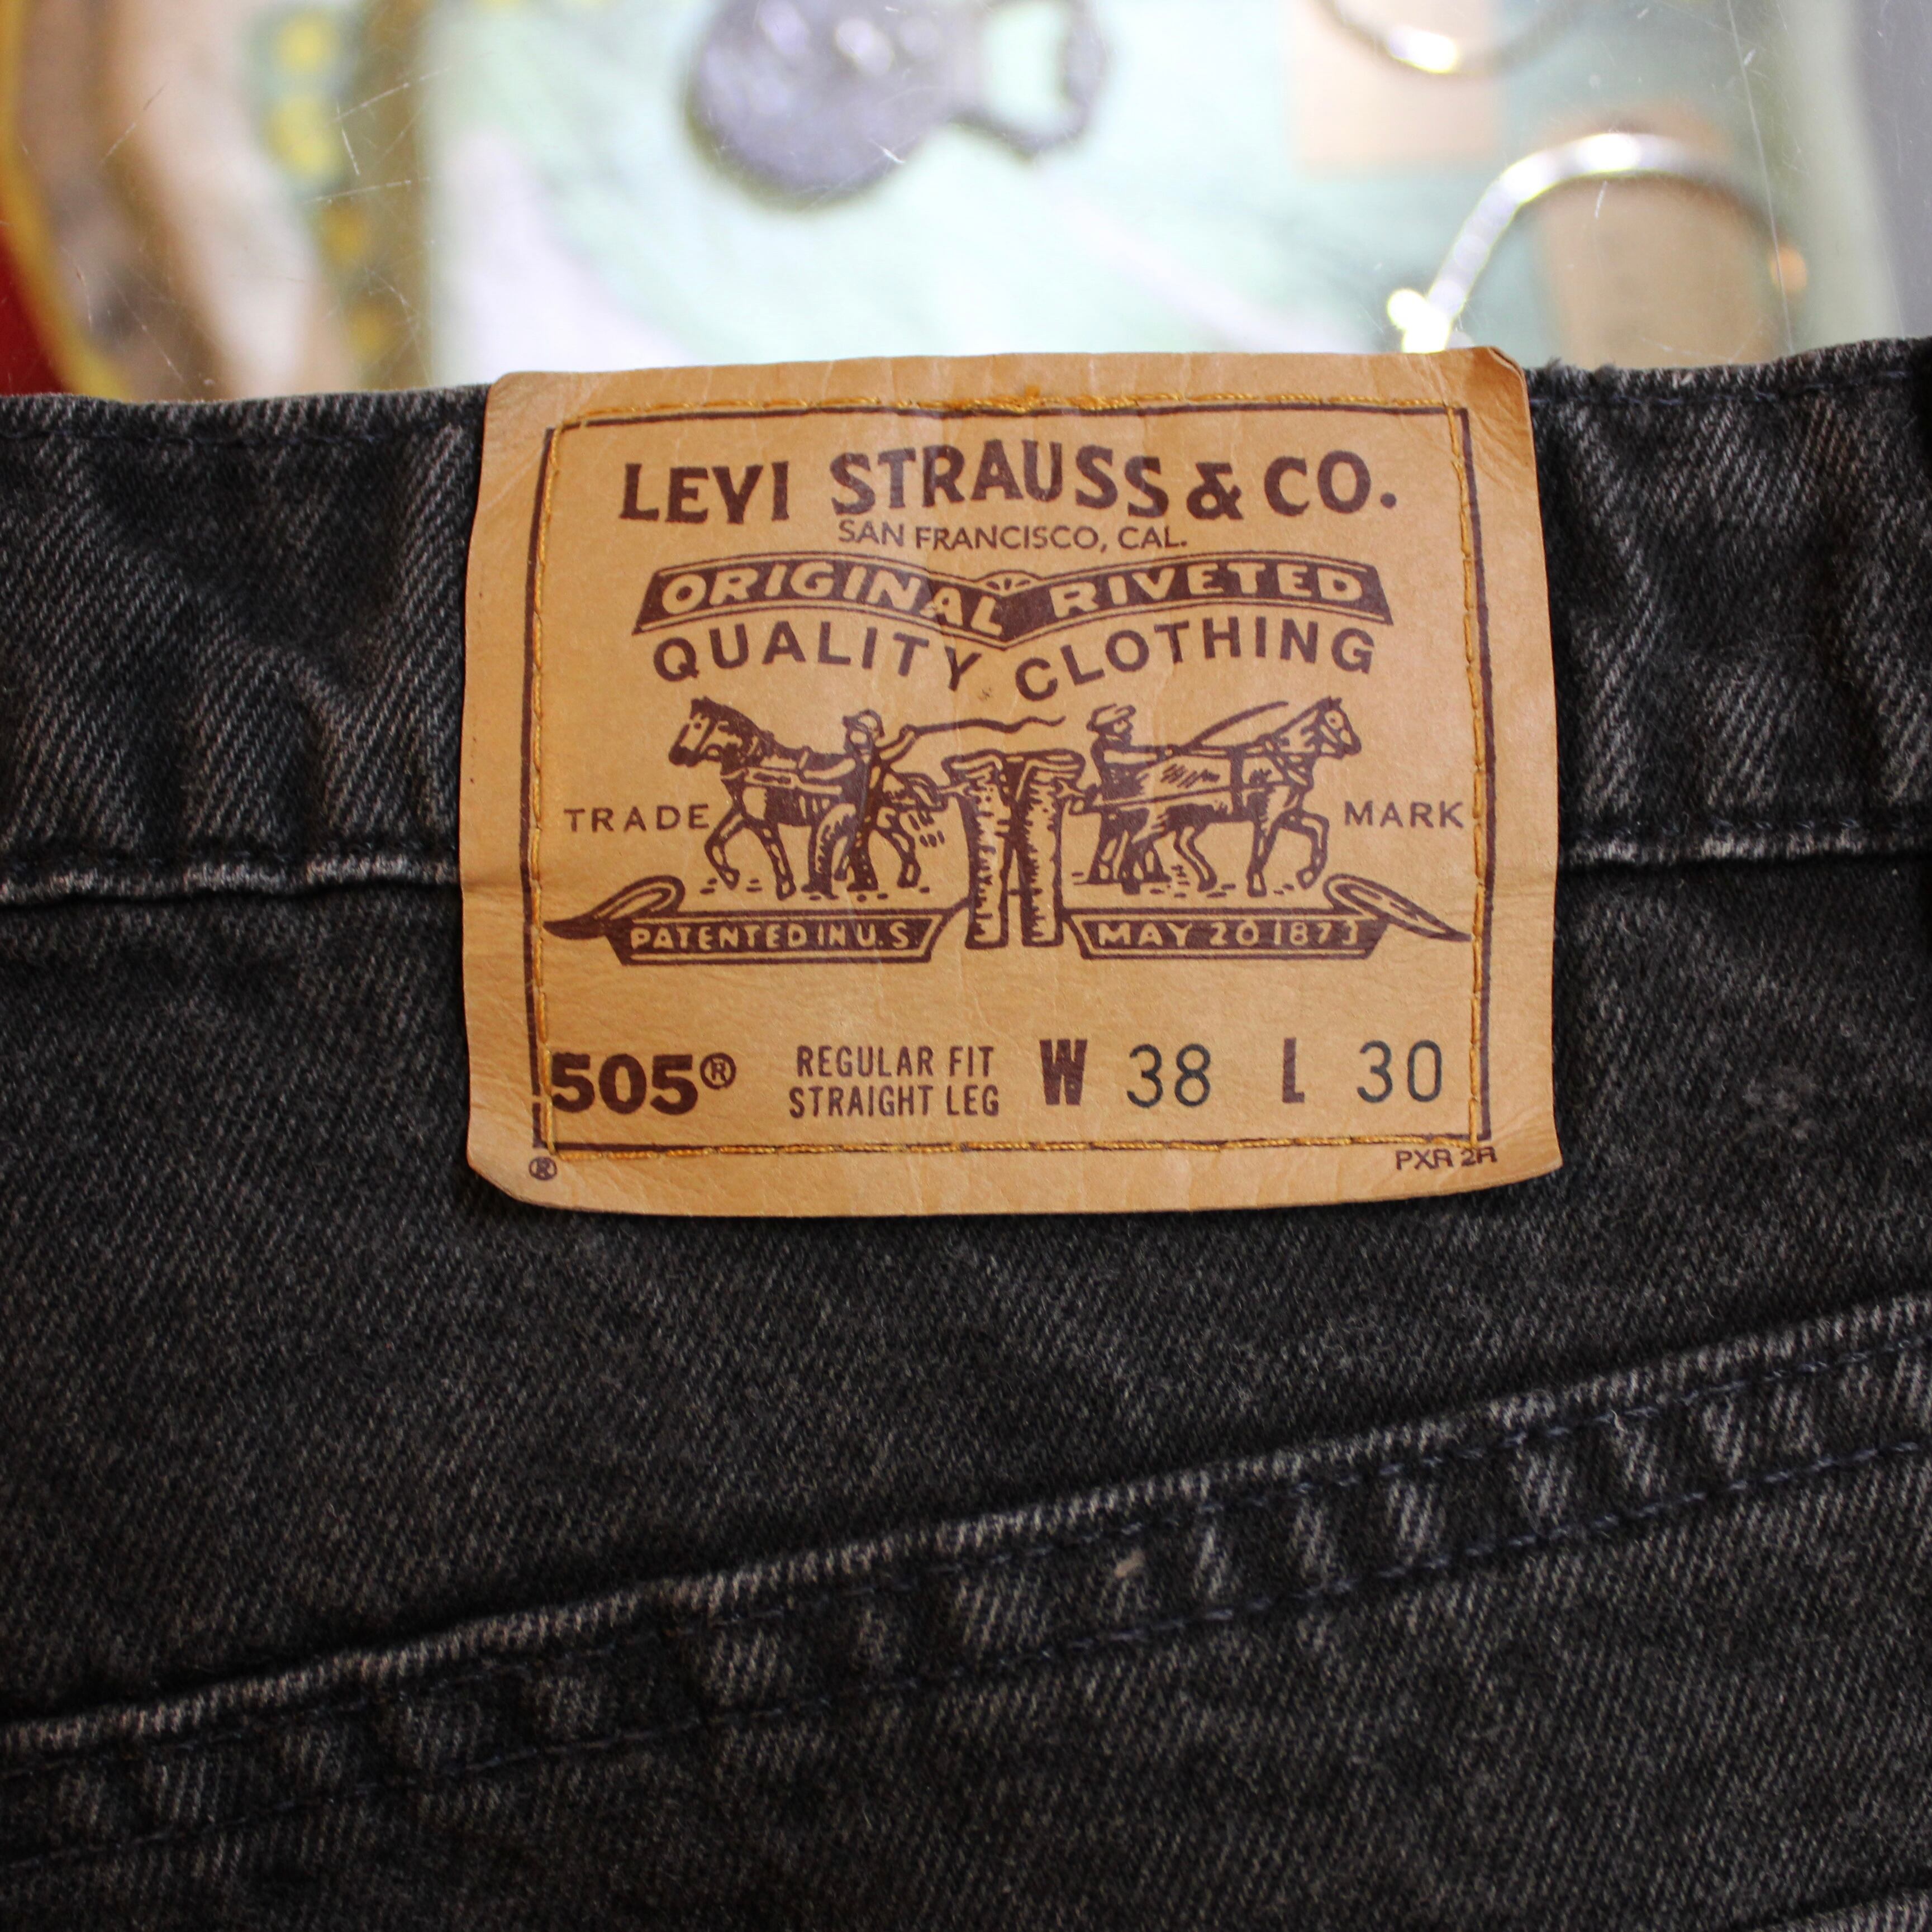 LEVI STRAUSS & CO.
SAN FRANCISCO, CAL.
ORIGINAL RIVETED
QUALITY CLOTHING
TRADE MARK
PATENTED IN U.S MAY 20 1873
505® REGULAR FIT W 38 L 30
STRAIGHT LEG
® PXR 2R